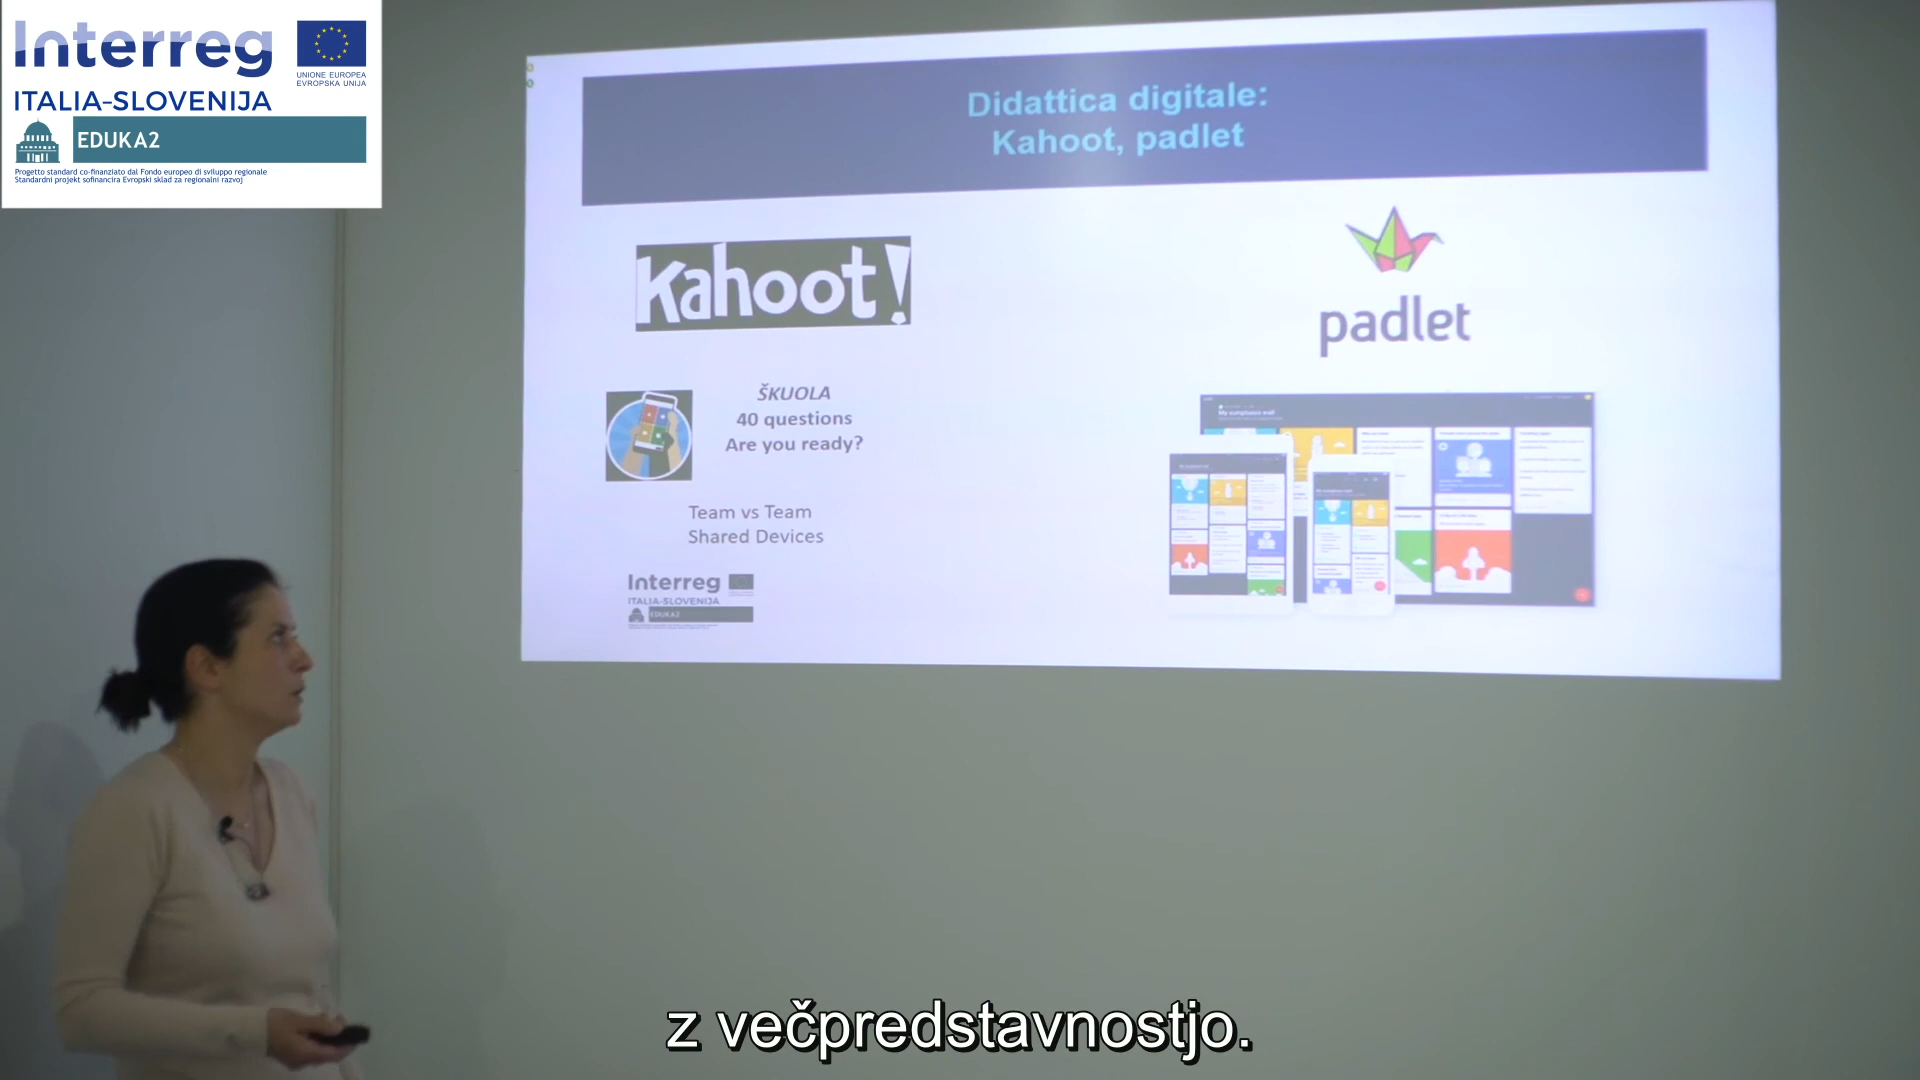 Interreg
UNIONE EUROPEA
EVROPSKA UNIJA
ITALIA-SLOVENIJA
EDUKA2
Progetto standard co-finanziato dal Fondo europeo di sviluppo regionale
Standardni projekt sofinancira Evropski sklad za regionalni razvoj
Didattica digitale:
Kahoot, padlet
Kahoot!
padlet
ŠKUOLA
40 questions
Are you ready?
Team vs Team
Shared Devices
Interreg
ITALIA-SLOVENIJA
EDUKA2
z večpredstavnostjo.